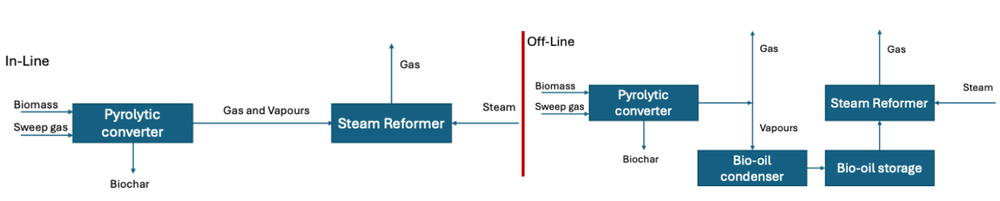 In-Line
Gas
Biomass
Sweep gas
Pyrolytic
converter
Gas and Vapours
Steam Reformer
Steam
Biochar
Off-Line
Gas
Gas
Biomass
Sweep gas
Pyrolytic
converter
Steam Reformer
Steam
Vapours
Biochar
Bio-oil
condenser
Bio-oil storage